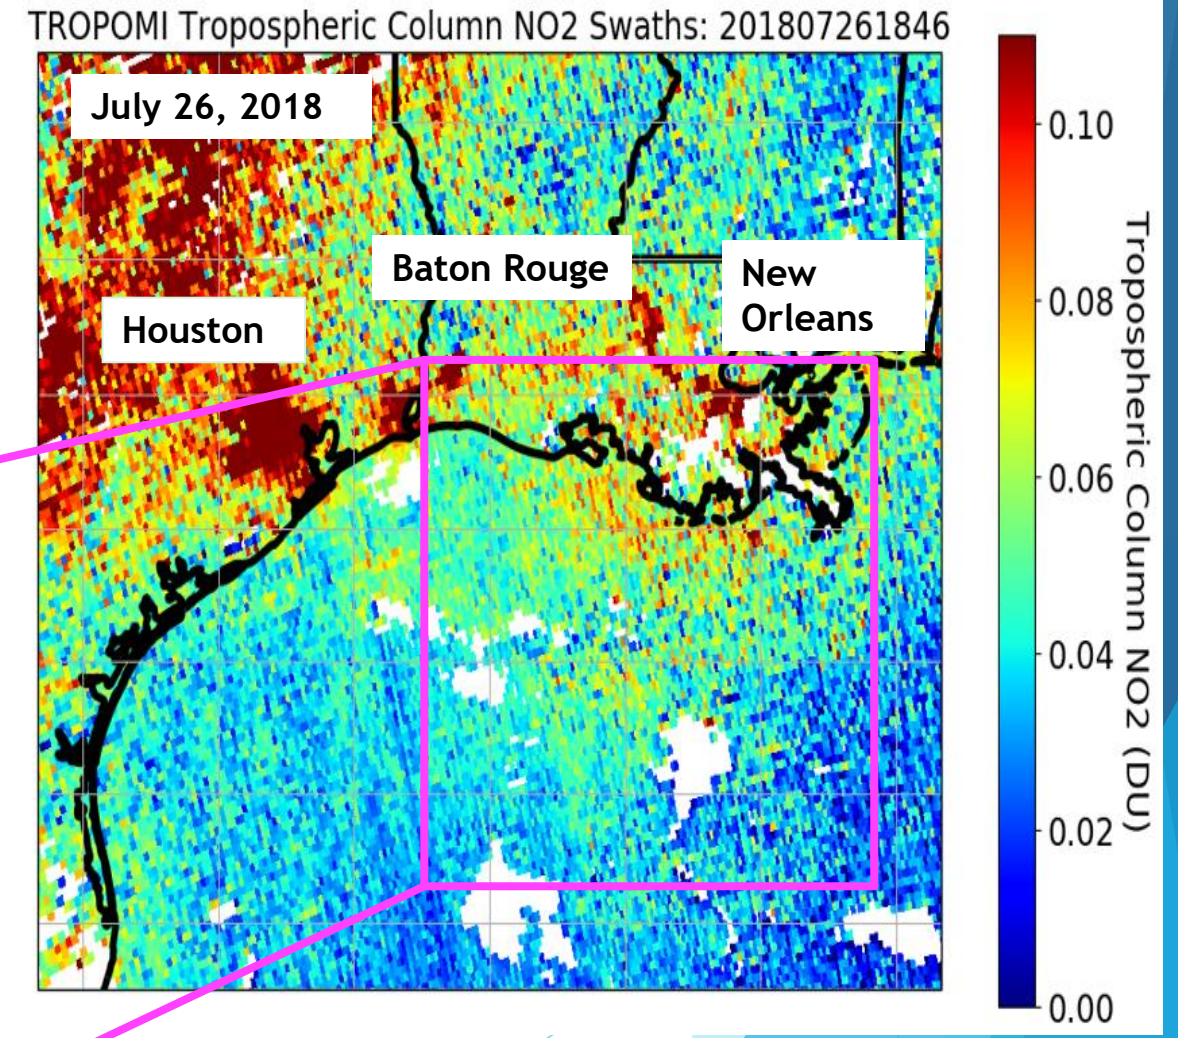 TROPOMI Tropospheric Column NO2 Swaths: 201807261846
July 26, 2018
Baton Rouge
New
Orleans
Houston
0.10
0.08
0.06
0.04
0.02
0.00
Tropospheric Column NO2 (DU)